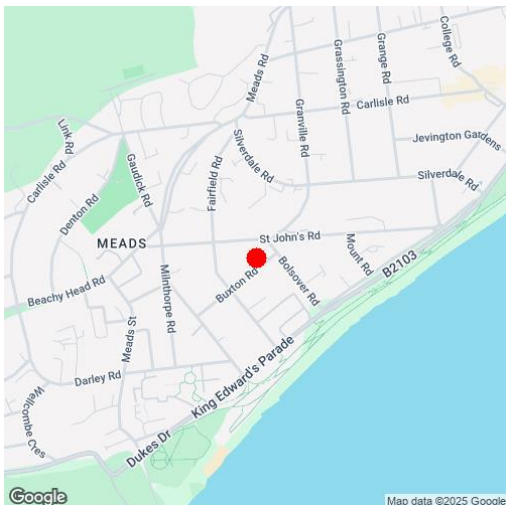 College Rd
Grange Rd
Grassington Rd
Meads Rd
Granville Rd
Carlisle Rd
Link Rd
Jevington Gardens
Silverdale Rd
Carlisle Rd
Gaudick Rd
Fairfield Rd
Silverdale Rd
Denton Rd
St John's Rd
MEADS
Mount Rd
Bolsover Rd
B2103
Buxton Rd
Beachy Head Rd
Milnthorpe Rd
Meads St
King Edward's Parade
Darley Rd
Wellcombe Cres
Dukes Dr
Google
Map data ©2025 Google